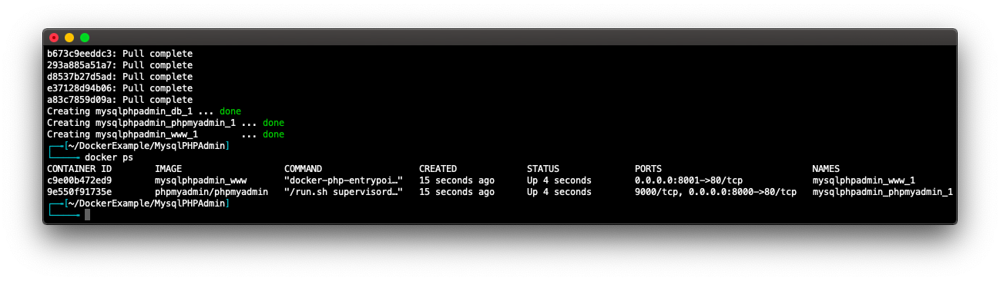 b673c9eeddc3: Pull complete
293a885a51a7: Pull complete
d8537b27d5ad: Pull complete
e37128d94b06: Pull complete
a83c7859d09a: Pull complete
Creating mysqlphpadmin_db_1 ... done
Creating mysqlphpadmin_phpmyadmin_1 ... done
Creating mysqlphpadmin_www_1        ... done
[~/DockerExample/MysqlPHPAdmin]
docker ps
CONTAINER ID        IMAGE                   COMMAND                  CREATED             STATUS              PORTS                            NAMES
c9e00b472ed9        mysqlphpadmin_www       "docker-php-entrypoi…"   15 seconds ago      Up 4 seconds        0.0.0.0:8001->80/tcp             mysqlphpadmin_www_1
9e550f91735e        phpmyadmin/phpmyadmin   "/run.sh supervisord…"   15 seconds ago      Up 4 seconds        9000/tcp, 0.0.0.0:8000->80/tcp   mysqlphpadmin_phpmyadmin_1
[~/DockerExample/MysqlPHPAdmin]